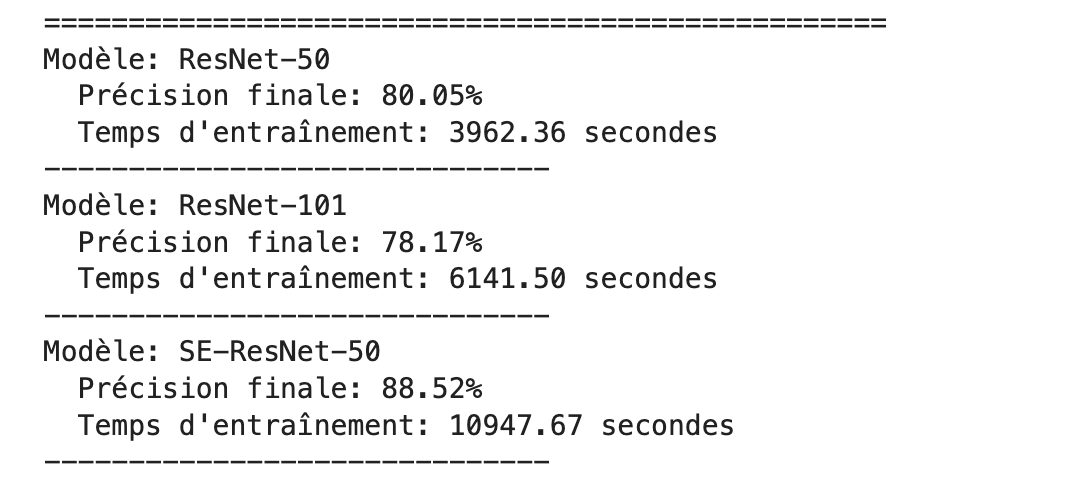 ==================================================
Modèle: ResNet-50
  Précision finale: 80.05%
  Temps d'entraînement: 3962.36 secondes
------------------------------
Modèle: ResNet-101
  Précision finale: 78.17%
  Temps d'entraînement: 6141.50 secondes
------------------------------
Modèle: SE-ResNet-50
  Précision finale: 88.52%
  Temps d'entraînement: 10947.67 secondes
------------------------------